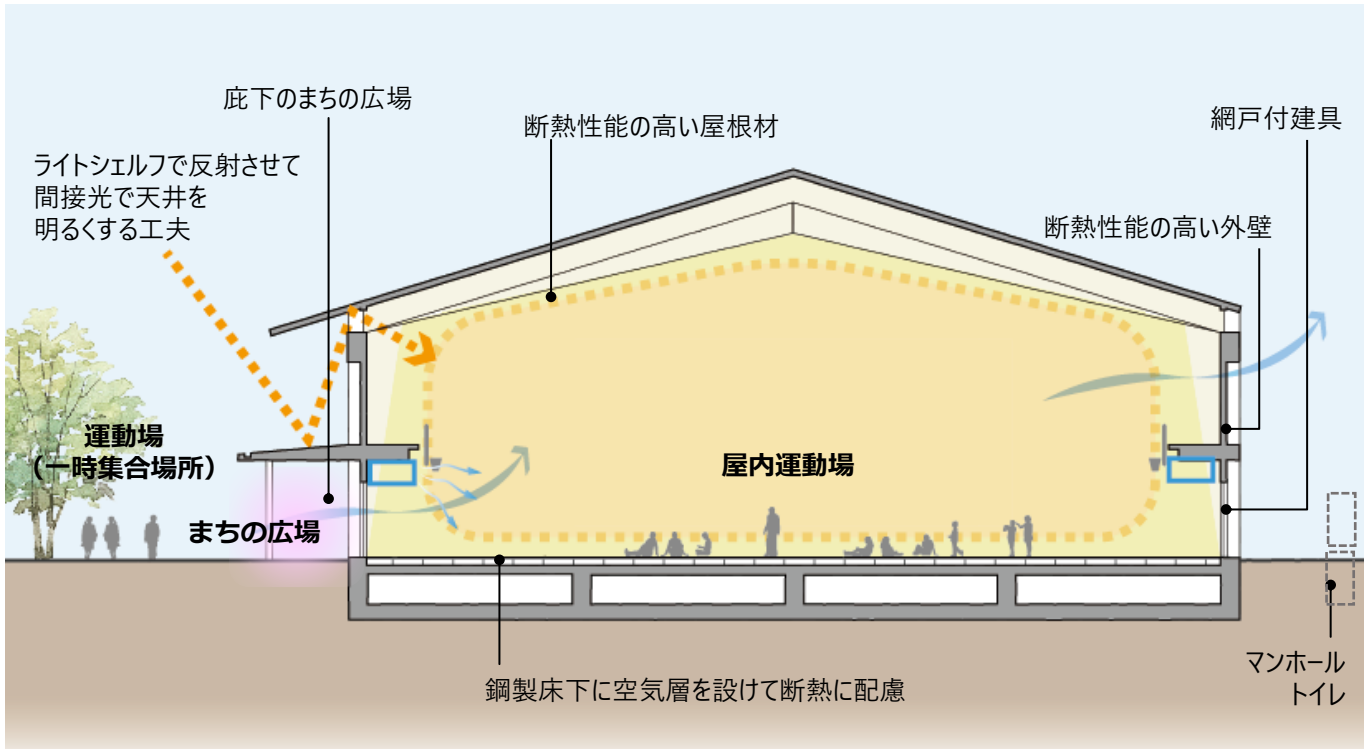 庇下のまちの広場
断熱性能の高い屋根材
網戸付建具
ライトシェルフで反射させて
間接光で天井を
明るくする工夫
断熱性能の高い外壁
運動場
（一時集合場所）
屋内運動場
まちの広場
マンホール
トイレ
鋼製床下に空気層を設けて断熱に配慮